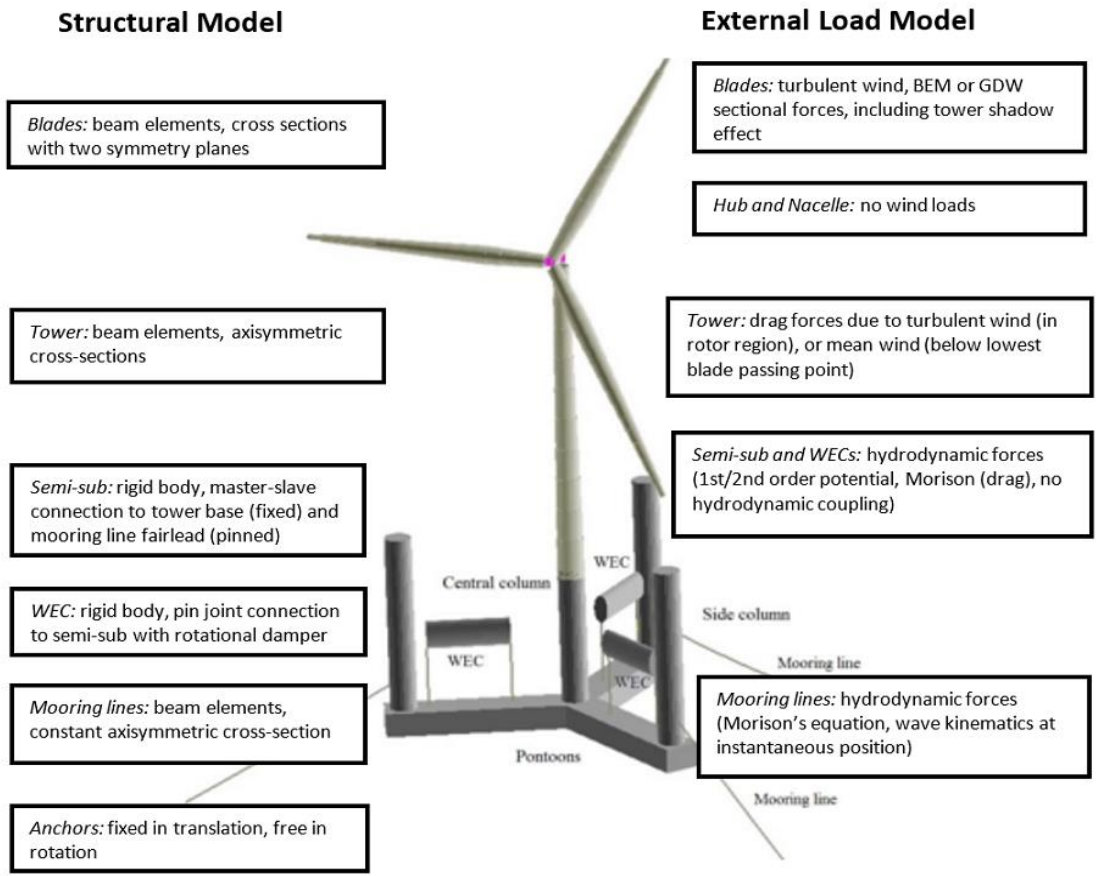 Structural Model
External Load Model
Blades: beam elements, cross sections
with two symmetry planes
Blades: turbulent wind, BEM or GDW
sectional forces, including tower shadow
effect
Hub and Nacelle: no wind loads
Tower: beam elements, axisymmetric
cross-sections
Tower: drag forces due to turbulent wind (in
rotor region), or mean wind (below lowest
blade passing point)
Semi-sub: rigid body, master-slave
connection to tower base (fixed) and
mooring line fairlead (pinned)
Semi-sub and WECs: hydrodynamic forces
(1st/2nd order potential, Morison (drag), no
hydrodynamic coupling)
WEC
Central column
Side column
WEC: rigid body, pin joint connection
to semi-sub with rotational damper
WEC
WEC
Mooring line
Mooring lines: beam elements,
constant axisymmetric cross-section
Mooring lines: hydrodynamic forces
(Morison's equation, wave kinematics at
instantaneous position)
Pontoons
Mooring line
Anchors: fixed in translation, free in
rotation